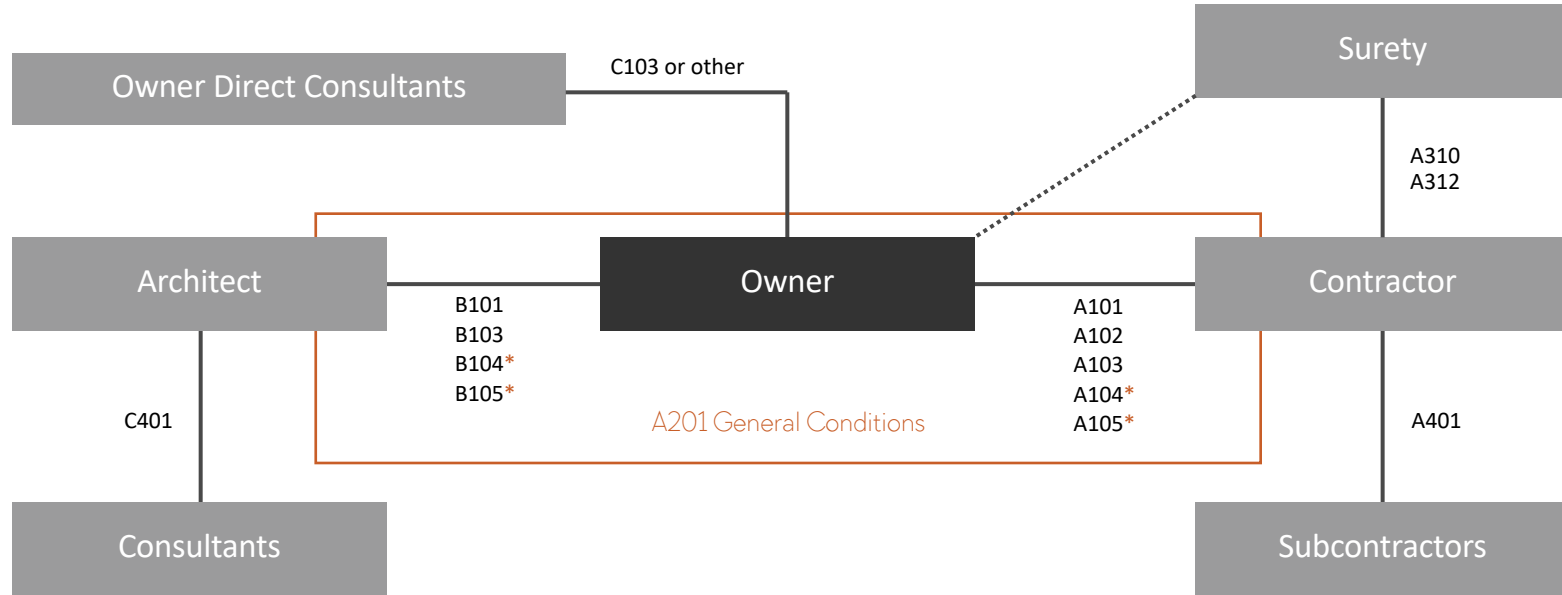 Surety
C103 or other
Owner Direct Consultants
A310
A312
Architect
Owner
Contractor
B101
B103
B104*
B105*
A101
A102
A103
A104*
A105*
A201 General Conditions
C401
A401
Consultants
Subcontractors